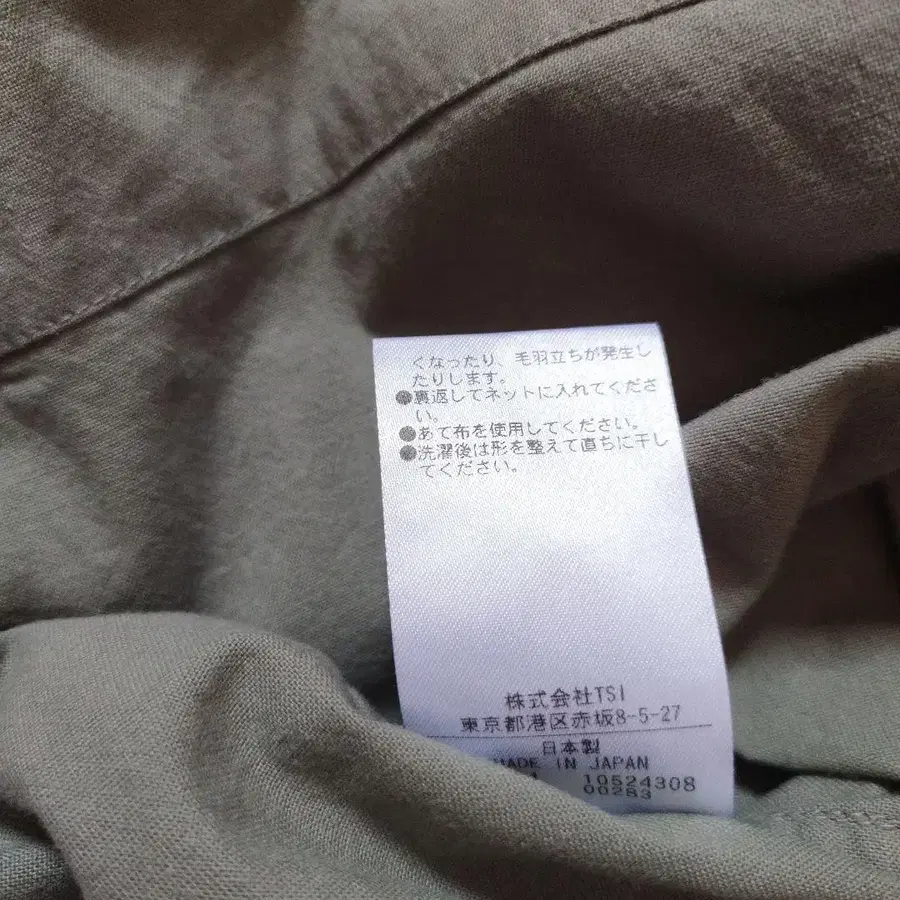 くなったり、毛羽立ちが発生し
たりします。
●裏返してネットに入れてくださ
い。
●あて布を使用してください。
●洗濯後は形を整えて直ちに干し
てください。
株式会社TSI
東京都港区赤坂8-5-27
日本製
MADE IN JAPAN
10524308
00283